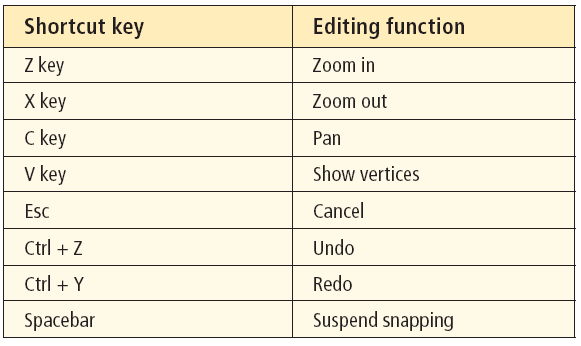 Shortcut key Editing function
Z key Zoom in
X key Zoom out
C key Pan
V key Show vertices
Esc Cancel
Ctrl + Z Undo
Ctrl + Y Redo
Spacebar Suspend snapping